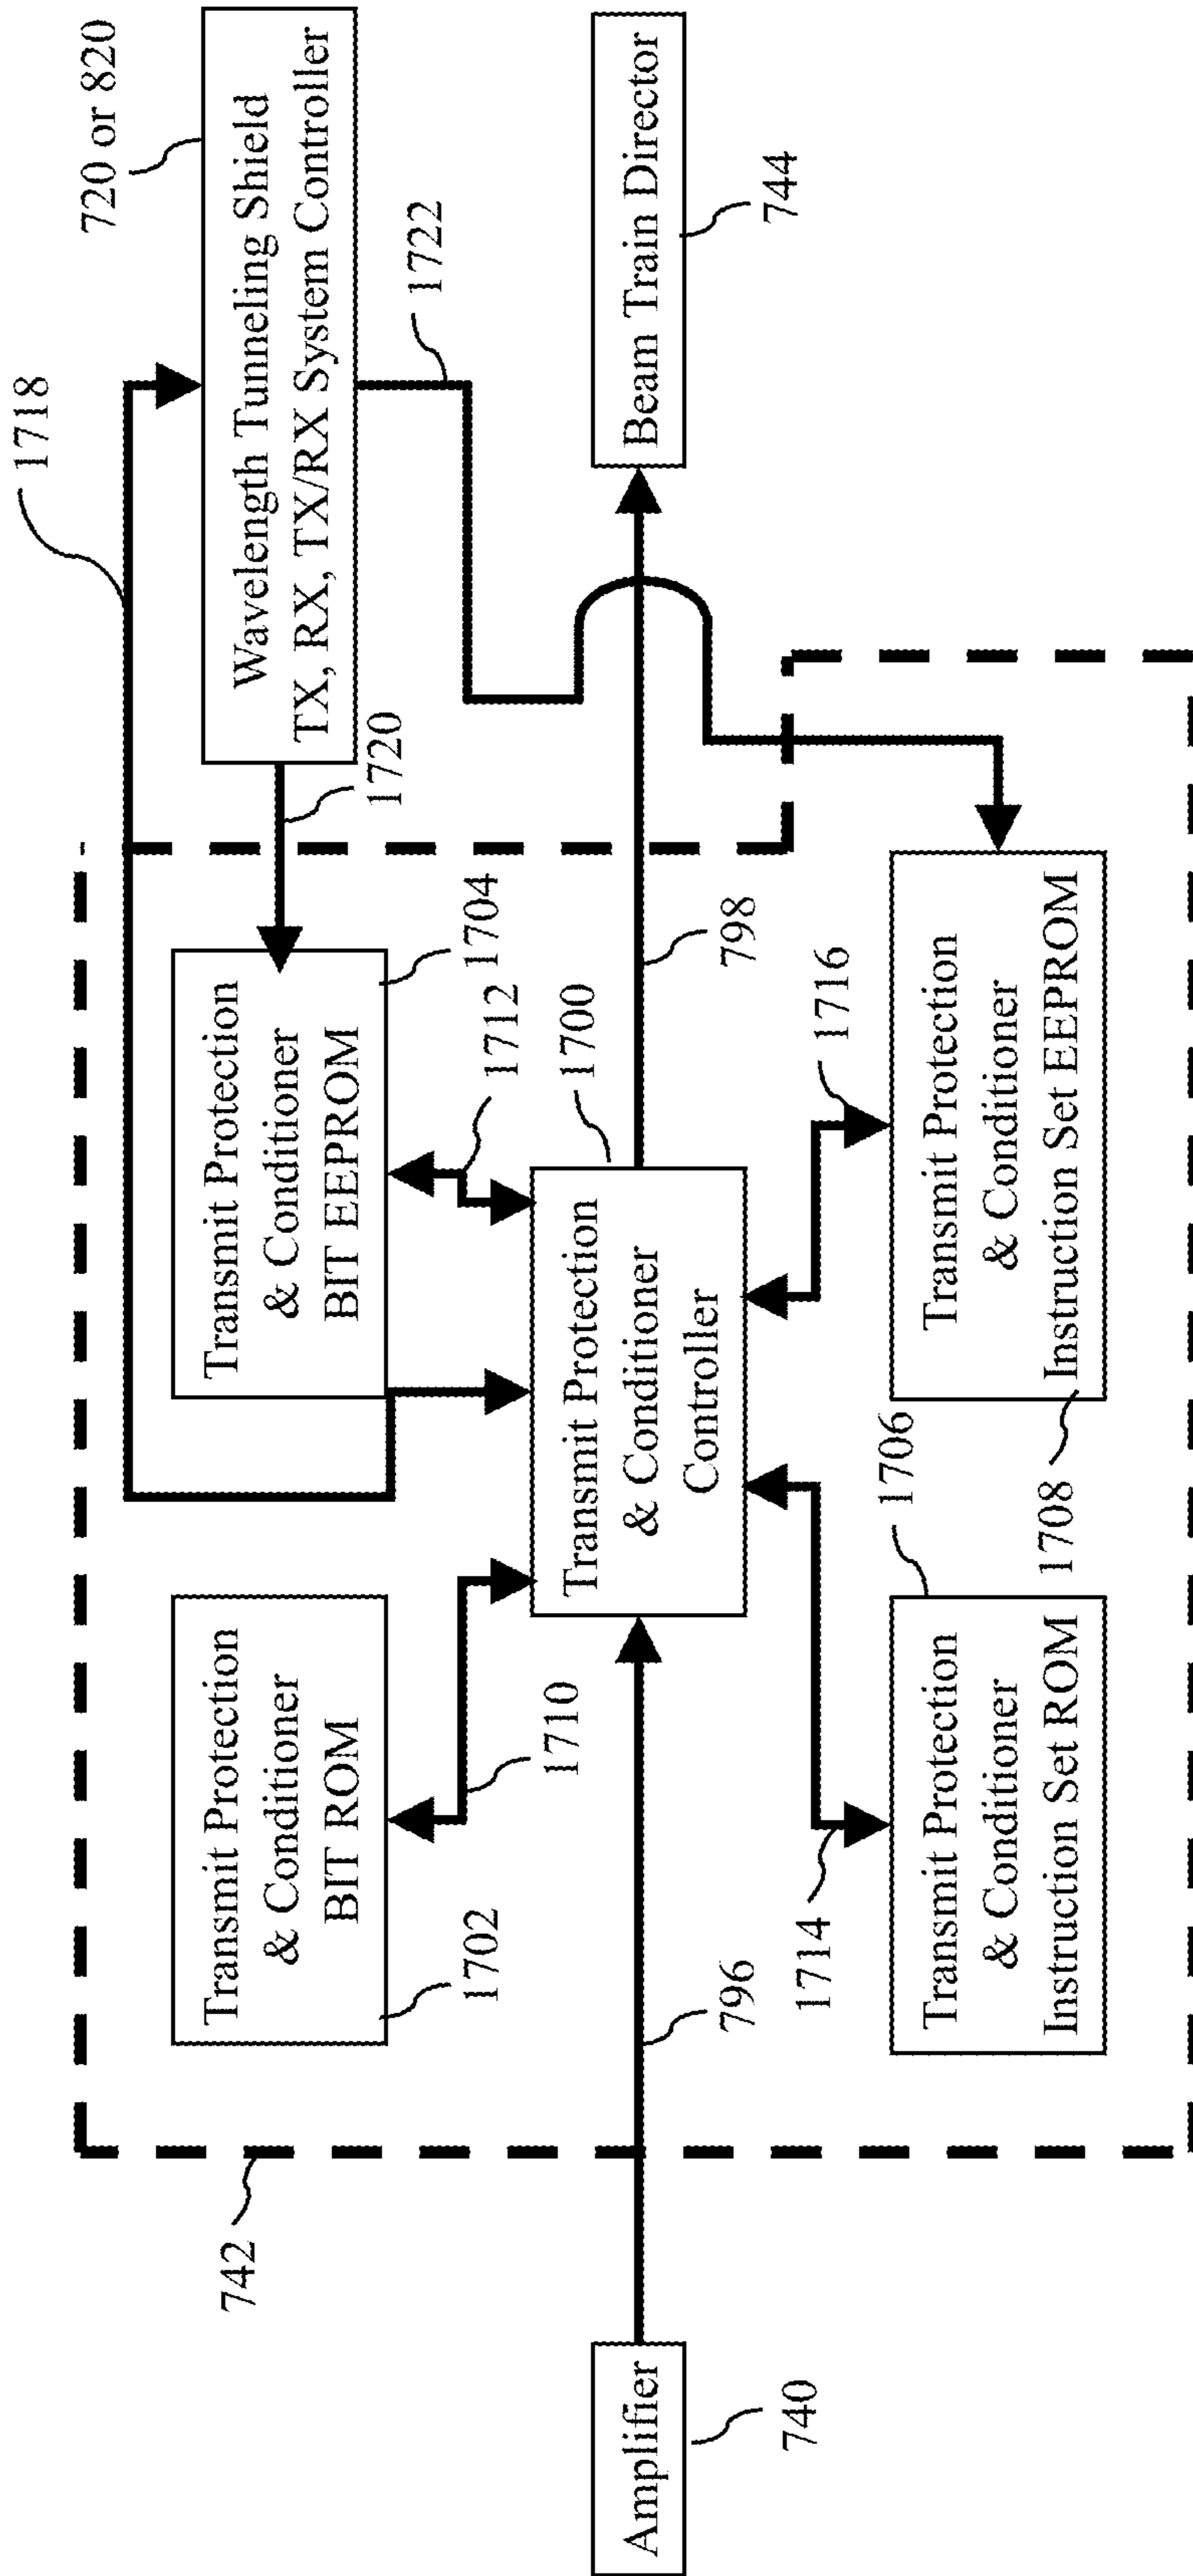 720 or 820
Wavelength Tunneling Shield
TX, RX, TX/RX System Controller
1718
1722
1720
742
Transmit Protection
& Conditioner
BIT ROM
1702
Transmit Protection
& Conditioner
BIT EEPROM
1704
1710
1712
Amplifier
740
796
Transmit Protection
& Conditioner
Controller
1700
798
Beam Train Director
744
1714
1716
Transmit Protection
& Conditioner
Instruction Set ROM
1706
Transmit Protection
& Conditioner
Instruction Set EEPROM
1708